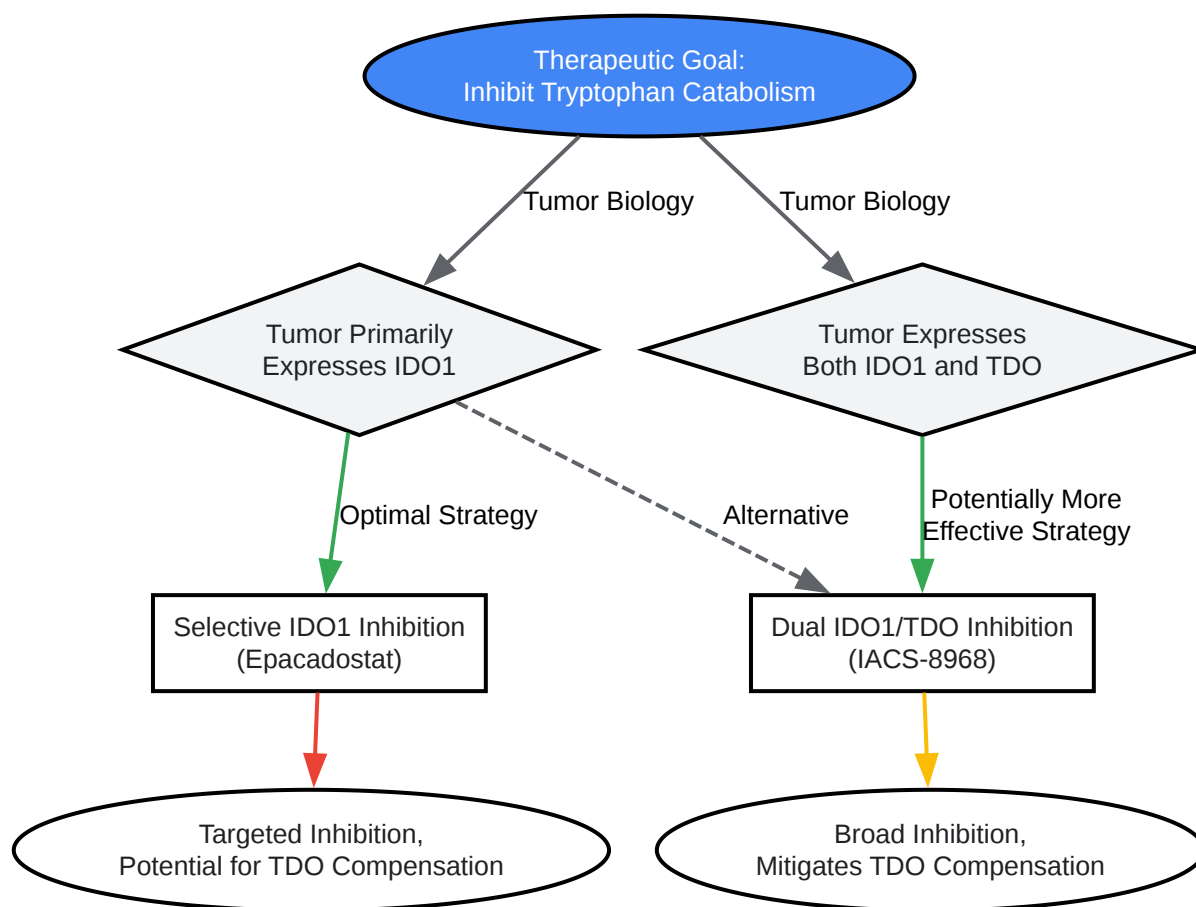 Therapeutic Goal:
Inhibit Tryptophan Catabolism
Tumor Biology
Tumor Biology
Tumor Primarily
Expresses IDO1
Tumor Expresses
Both IDO1 and TDO
Optimal Strategy
Alternative
Potentially More
Effective Strategy
Selective IDO1 Inhibition
(Epacadostat)
Dual IDO1/TDO Inhibition
(IACS-8968)
Targeted Inhibition,
Potential for TDO Compensation
Broad Inhibition,
Mitigates TDO Compensation